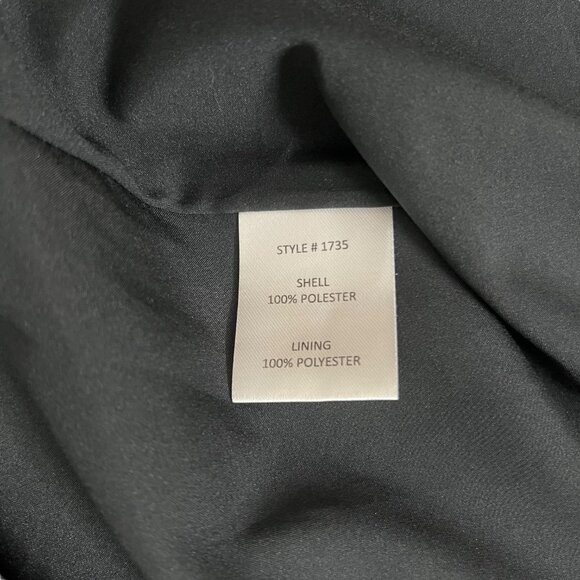 STYLE # 1735
SHELL
100% POLESTER
LINING
100% POLYESTER